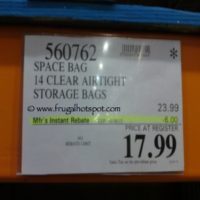 560762
SPACE BAG
14 CLEAR AIRTIGHT
STORAGE BAGS
www.frugalhotspot.com
23.99
Mfr's Instant Rebate
-6.00
PRICE AT REGISTER
17.99